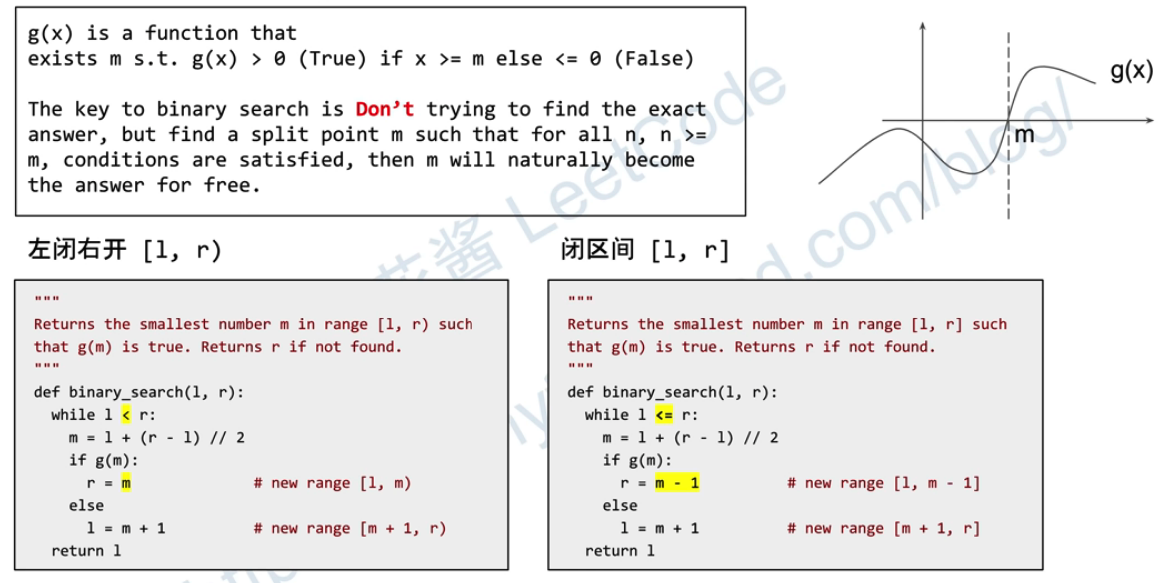 g(x) is a function that
exists m s.t. g(x) > 0 (True) if x >= m else <= 0 (False)
The key to binary search is Don't trying to find the exact
answer, but find a split point m such that for all n, n >=
m, conditions are satisfied, then m will naturally become
the answer for free.
g(x)
m
左闭右开 [l, r)
"""
Returns the smallest number m in range [l, r) such
that g(m) is true. Returns r if not found.
"""
def binary_search(l, r):
  while l < r:
    m = l + (r - l) // 2
    if g(m):
      r = m          # new range [l, m)
    else
      l = m + 1      # new range [m + 1, r)
  return l
闭区间 [l, r]
"""
Returns the smallest number m in range [l, r] such
that g(m) is true. Returns r if not found.
"""
def binary_search(l, r):
  while l <= r:
    m = l + (r - l) // 2
    if g(m):
      r = m - 1      # new range [l, m - 1]
    else
      l = m + 1      # new range [m + 1, r]
  return l
花酱 LeetCode
.com/blog/